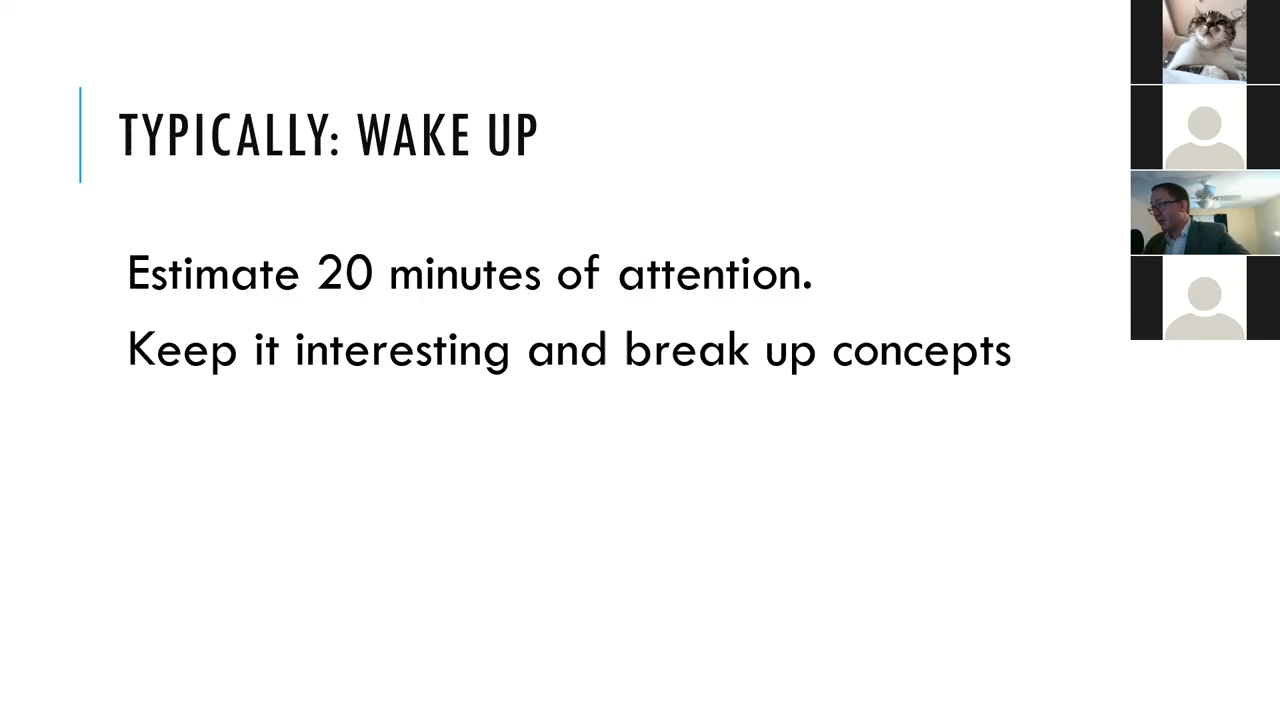 TYPICALLY: WAKE UP
Estimate 20 minutes of attention.
Keep it interesting and break up concepts